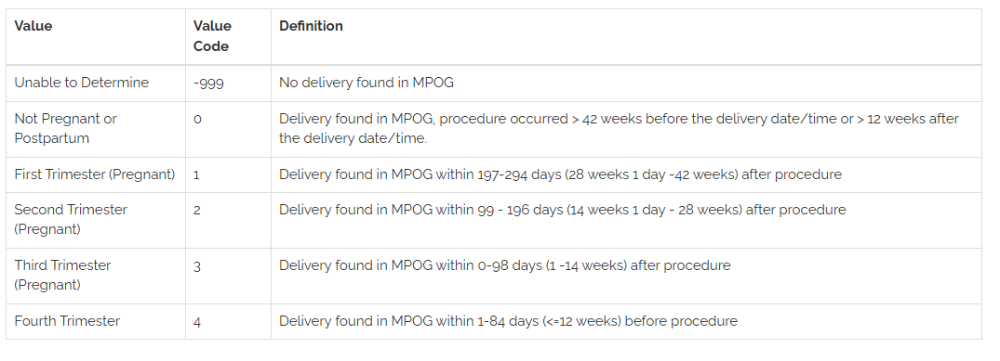 Value Value Code Definition
Unable to Determine -999 No delivery found in MPOG
Not Pregnant or Postpartum 0 Delivery found in MPOG, procedure occurred > 42 weeks before the delivery date/time or > 12 weeks after the delivery date/time.
First Trimester (Pregnant) 1 Delivery found in MPOG within 197-294 days (28 weeks 1 day -42 weeks) after procedure
Second Trimester (Pregnant) 2 Delivery found in MPOG within 99 - 196 days (14 weeks 1 day - 28 weeks) after procedure
Third Trimester (Pregnant) 3 Delivery found in MPOG within 0-98 days (1 -14 weeks) after procedure
Fourth Trimester 4 Delivery found in MPOG within 1-84 days (<=12 weeks) before procedure